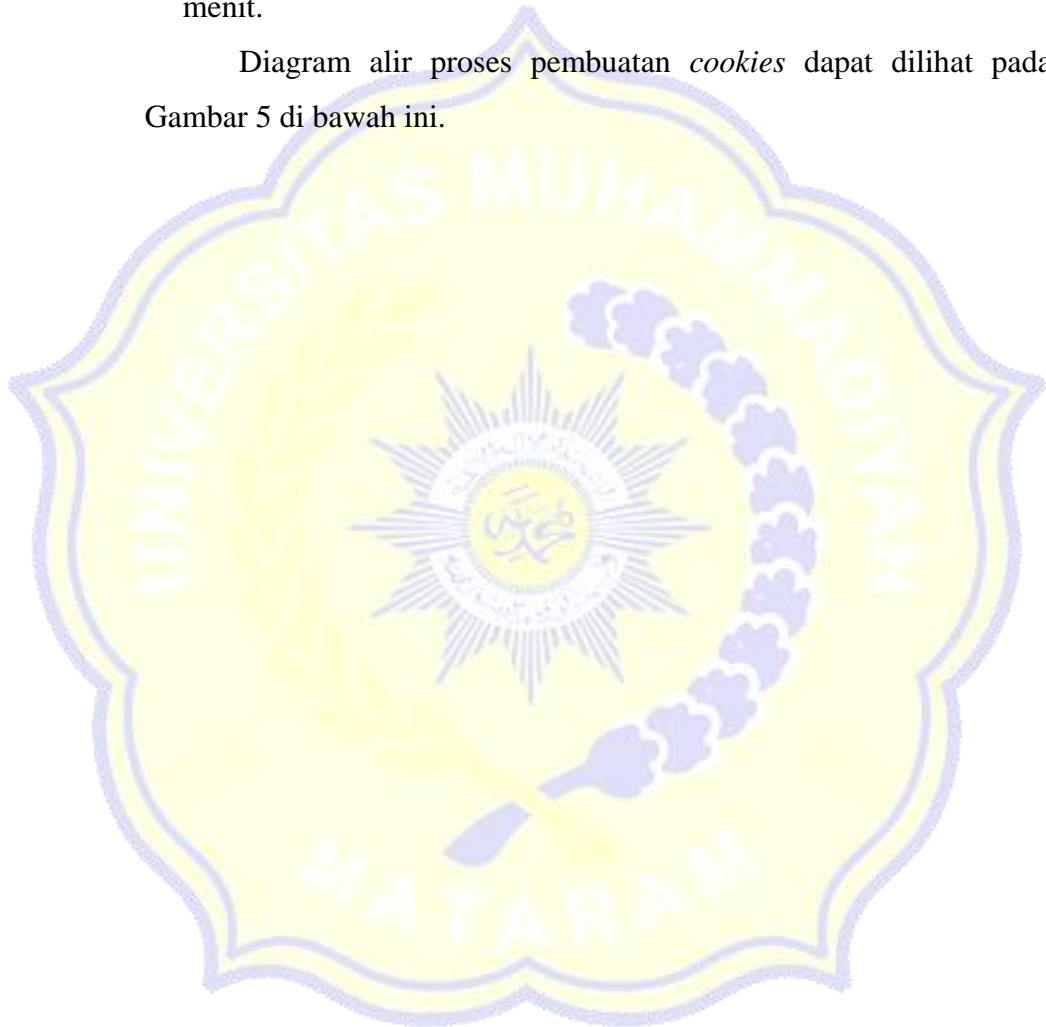 menit.
Diagram alir proses pembuatan cookies dapat dilihat pada
Gambar 5 di bawah ini.
UNIVERSITAS MUHAMMADIYAH
MATARAM